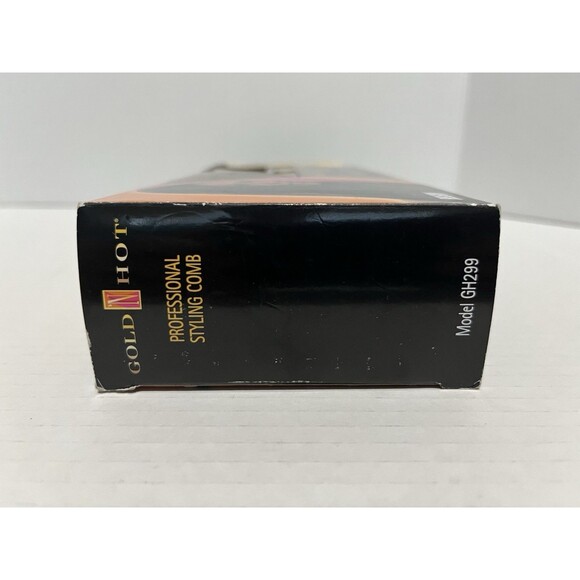 GOLD 'N HOT®
PROFESSIONAL
STYLING COMB
Model GH299